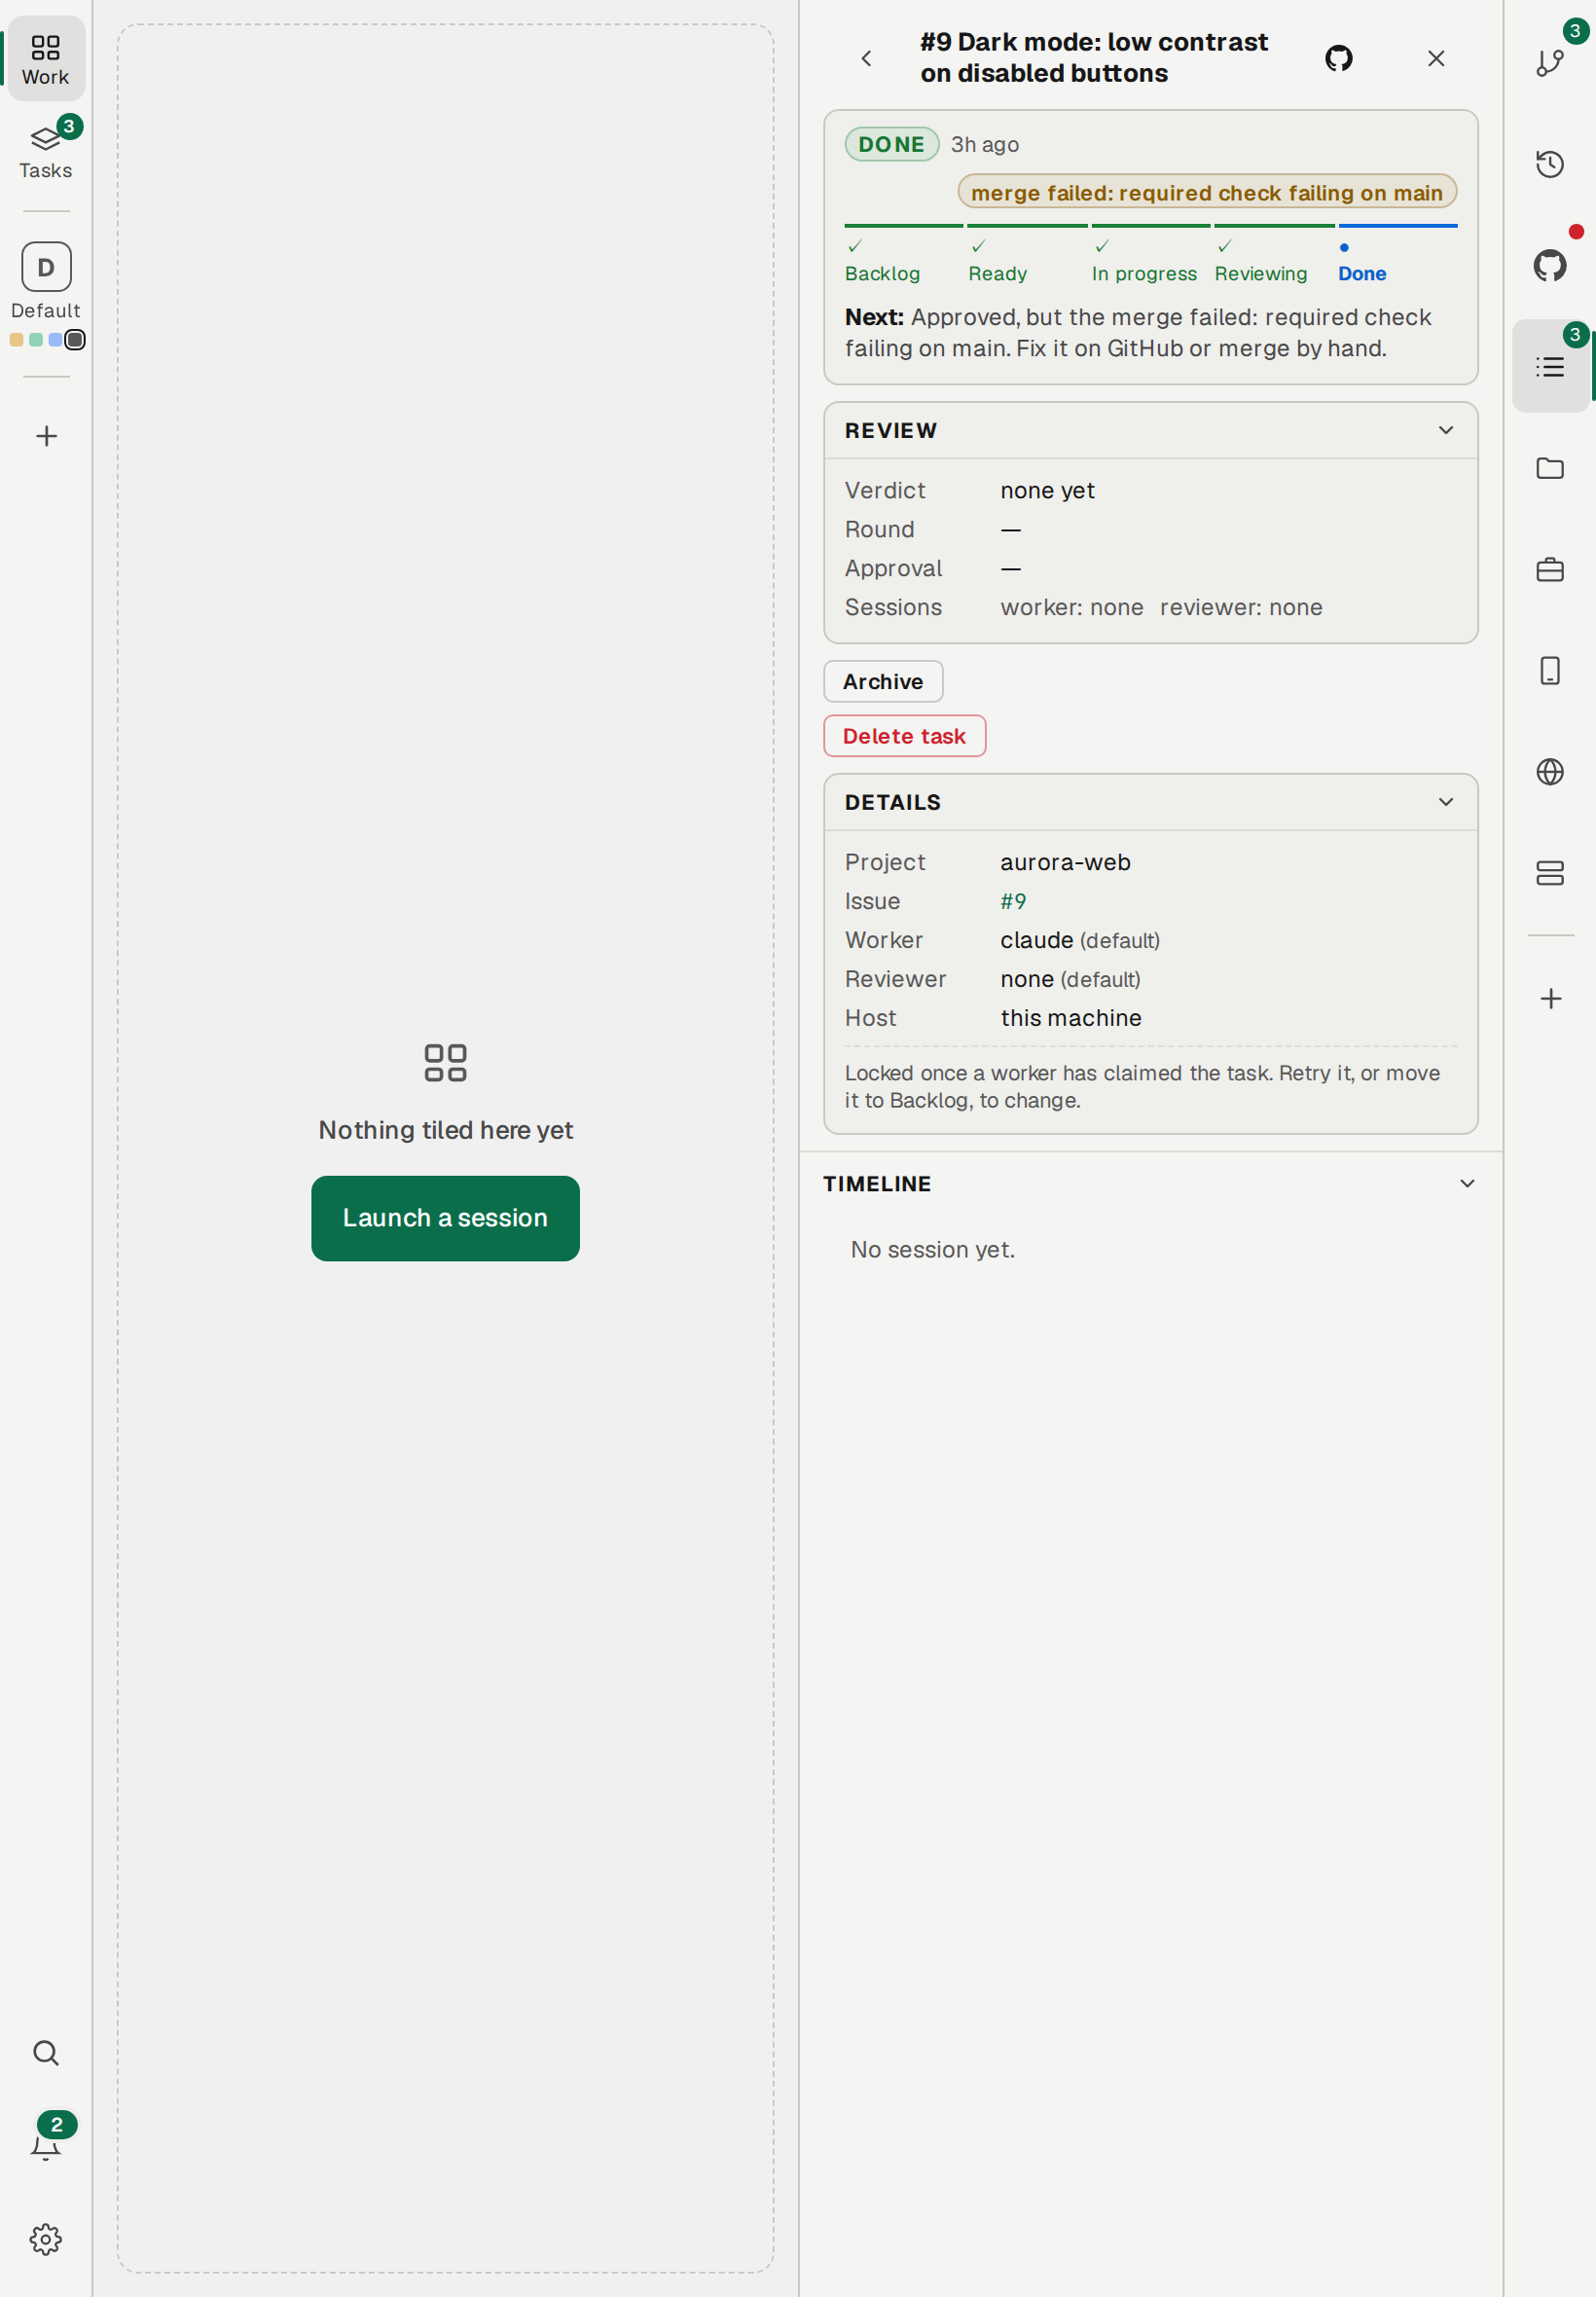 Work
3
Tasks
D
Default
2
Nothing tiled here yet
Launch a session
#9 Dark mode: low contrast
on disabled buttons
DONE 3h ago
merge failed: required check failing on main
✓ ✓ ✓ ✓ ●
Backlog Ready In progress Reviewing Done
Next: Approved, but the merge failed: required check
failing on main. Fix it on GitHub or merge by hand.
REVIEW
Verdict none yet
Round —
Approval —
Sessions worker: none reviewer: none
Archive
Delete task
DETAILS
Project aurora-web
Issue #9
Worker claude (default)
Reviewer none (default)
Host this machine
Locked once a worker has claimed the task. Retry it, or move
it to Backlog, to change.
TIMELINE
No session yet.
3
3